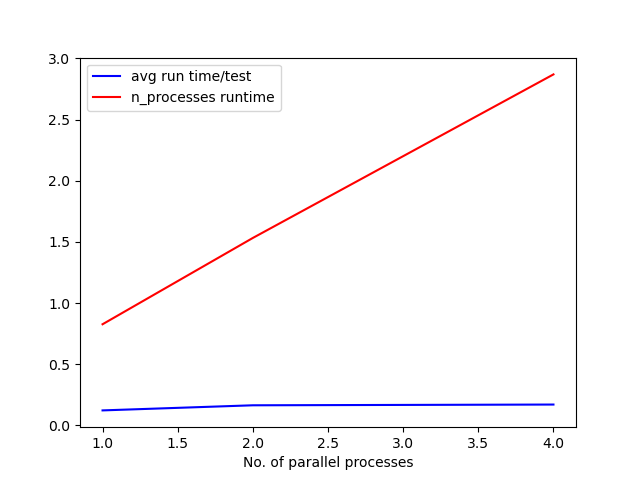 avg run time/test
n_processes runtime
3.0
2.5
2.0
1.5
1.0
0.5
0.0
1.0 1.5 2.0 2.5 3.0 3.5 4.0
No. of parallel processes